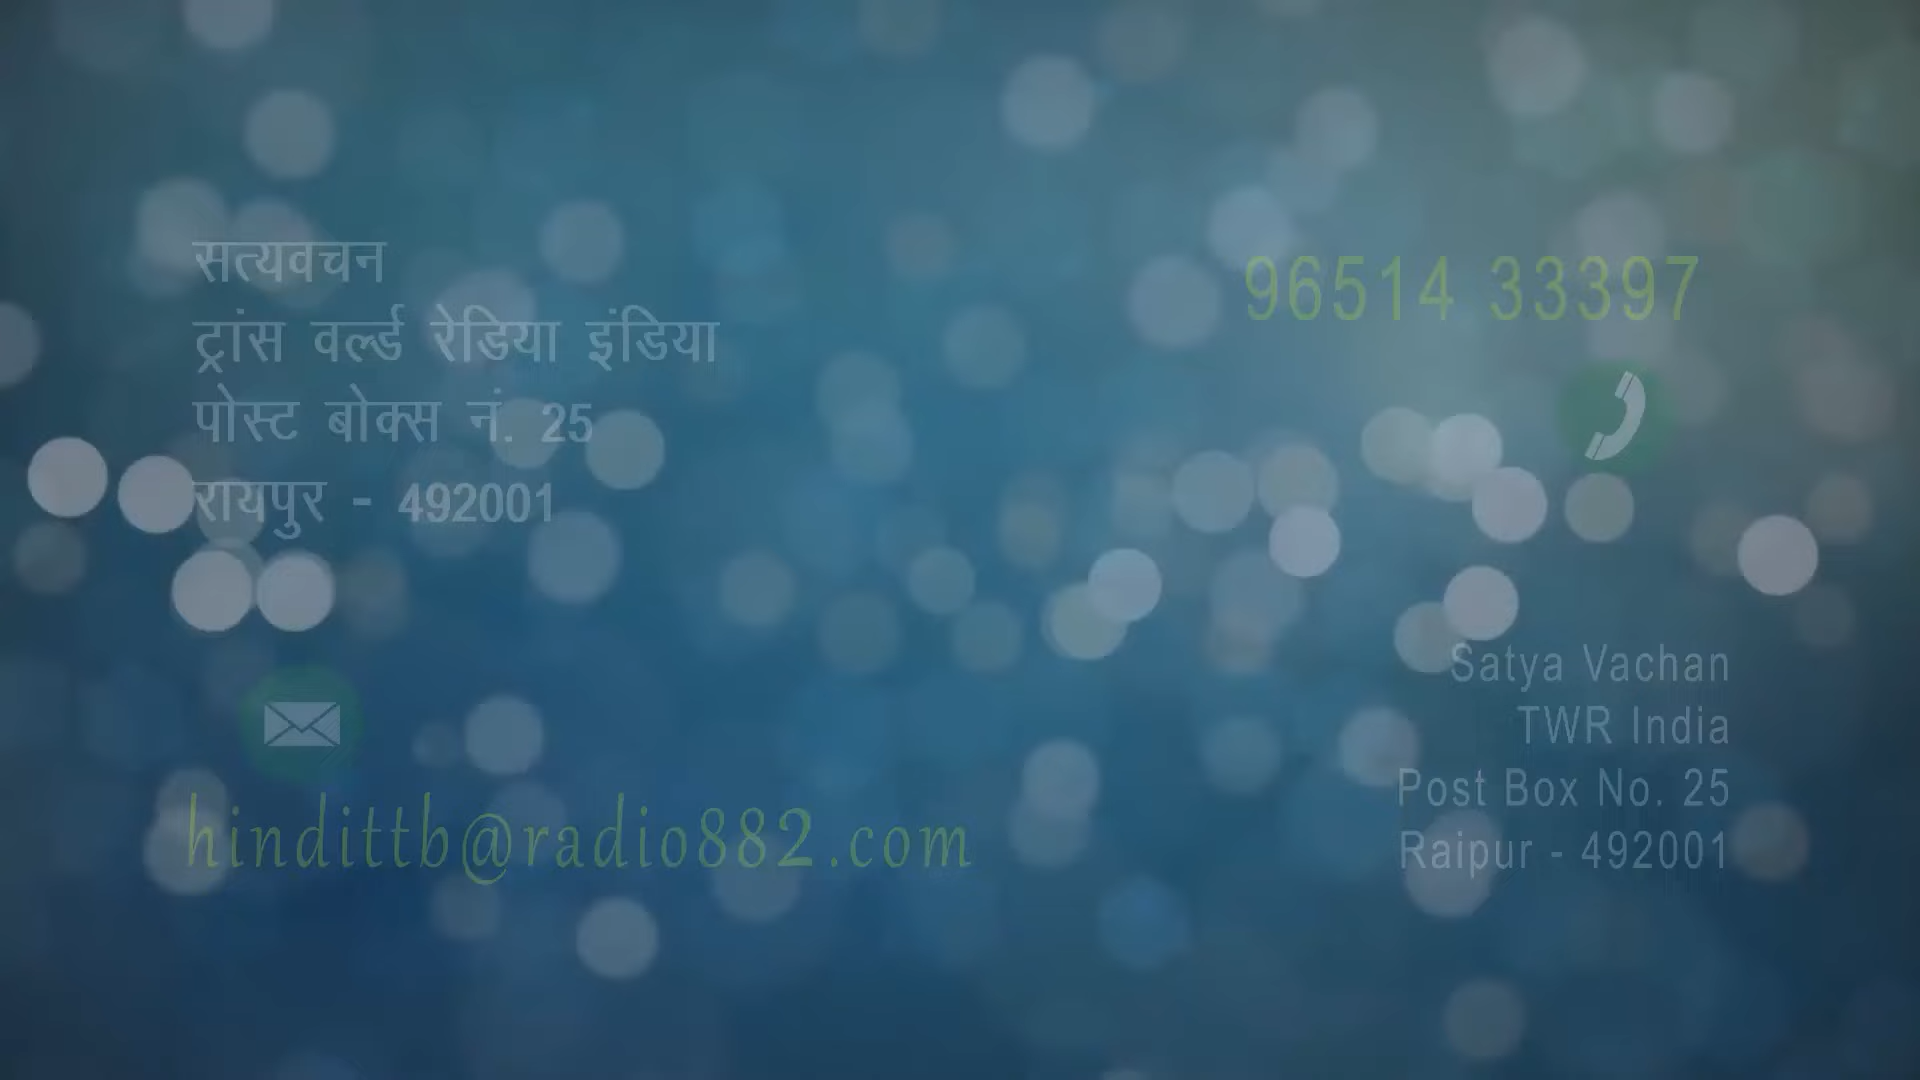 सत्यवचन
ट्रांस वर्ल्ड रेडिया इंडिया
पोस्ट बोक्स नं. 25
रायपुर - 492001
96514 33397
hindittb@radio882.com
Satya Vachan
TWR India
Post Box No. 25
Raipur - 492001